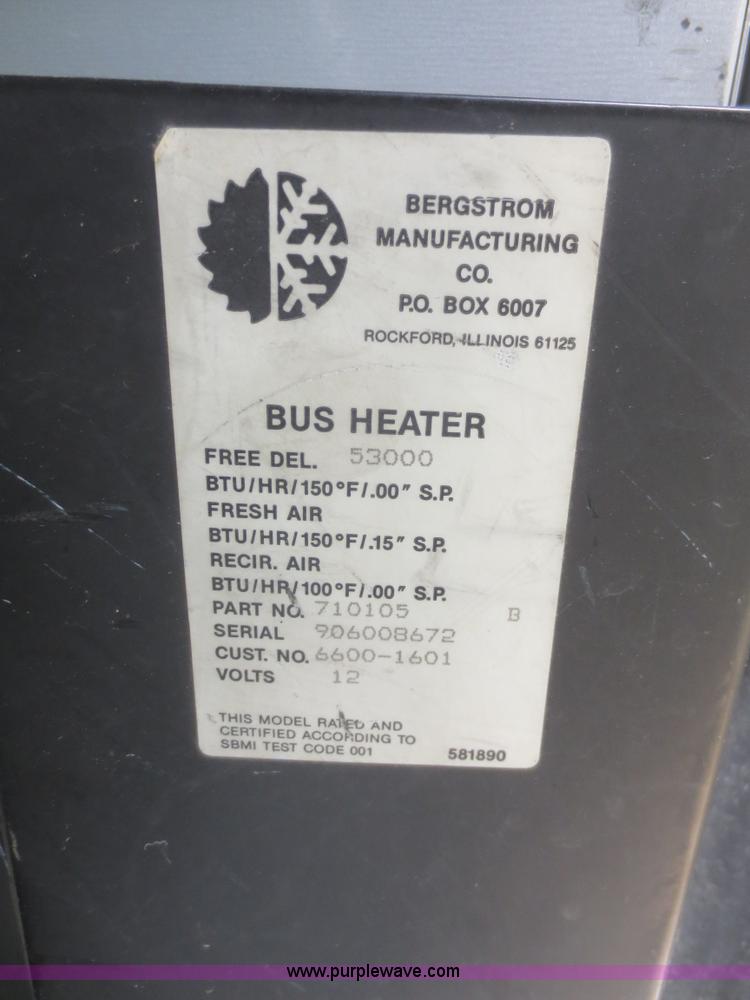 BERGSTROM
MANUFACTURING
CO.
P.O. BOX 6007
ROCKFORD, ILLINOIS 61125
BUS HEATER
FREE DEL. 53000
BTU/HR/150°F/.00" S.P.
FRESH AIR
BTU/HR/150°F/.15" S.P.
RECIR. AIR
BTU/HR/100°F/.00" S.P.
PART NO. 710105 B
SERIAL 906008672
CUST. NO. 6600-1601
VOLTS 12
THIS MODEL RATED AND
CERTIFIED ACCORDING TO
SBMI TEST CODE 001 581890
www.purplewave.com